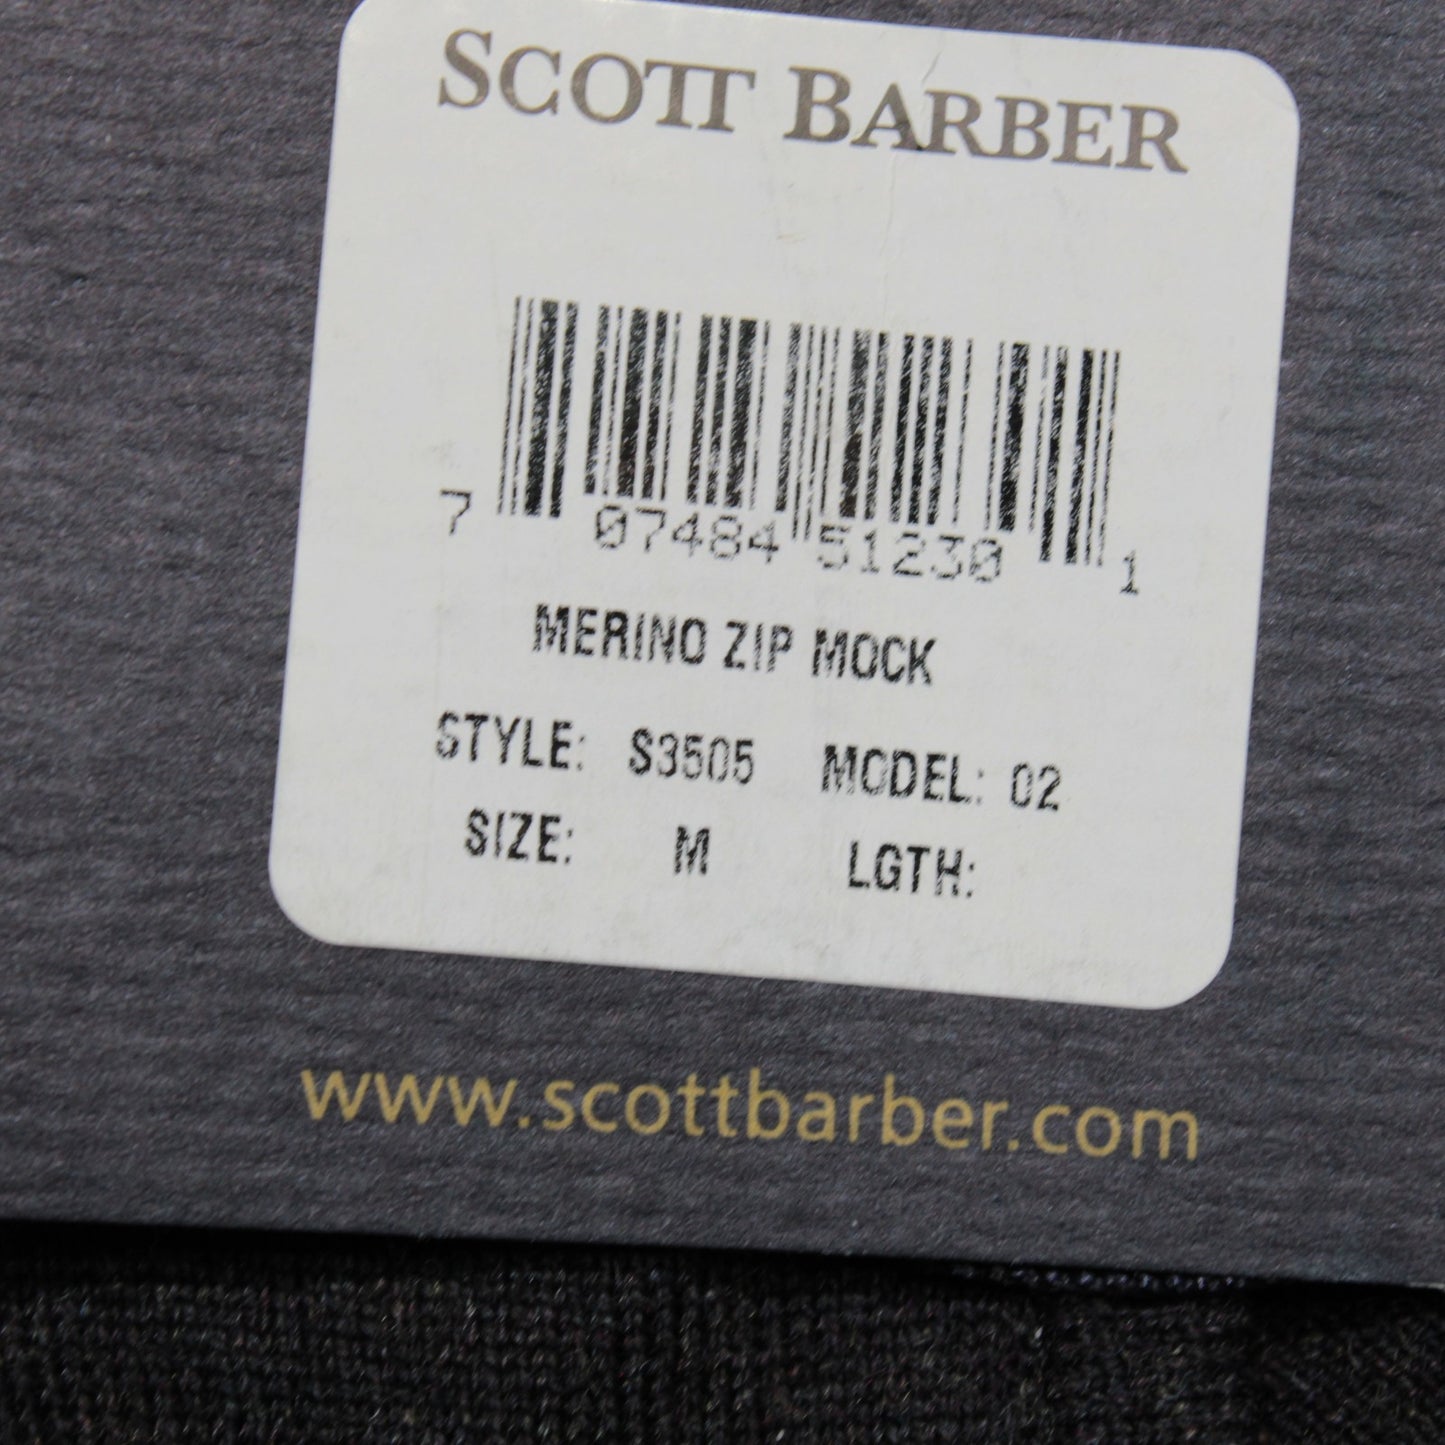 SCOTT BARBER
7 07484 51230 1
MERINO ZIP MOCK
STYLE: S3505 MODEL: 02
SIZE: M LGTH:
www.scottbarber.com